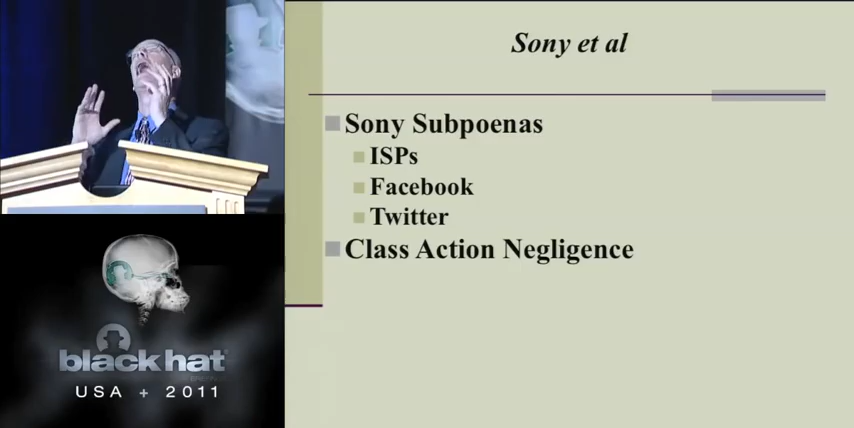 Sony et al
Sony Subpoenas
ISPs
Facebook
Twitter
Class Action Negligence
black hat
USA + 2011